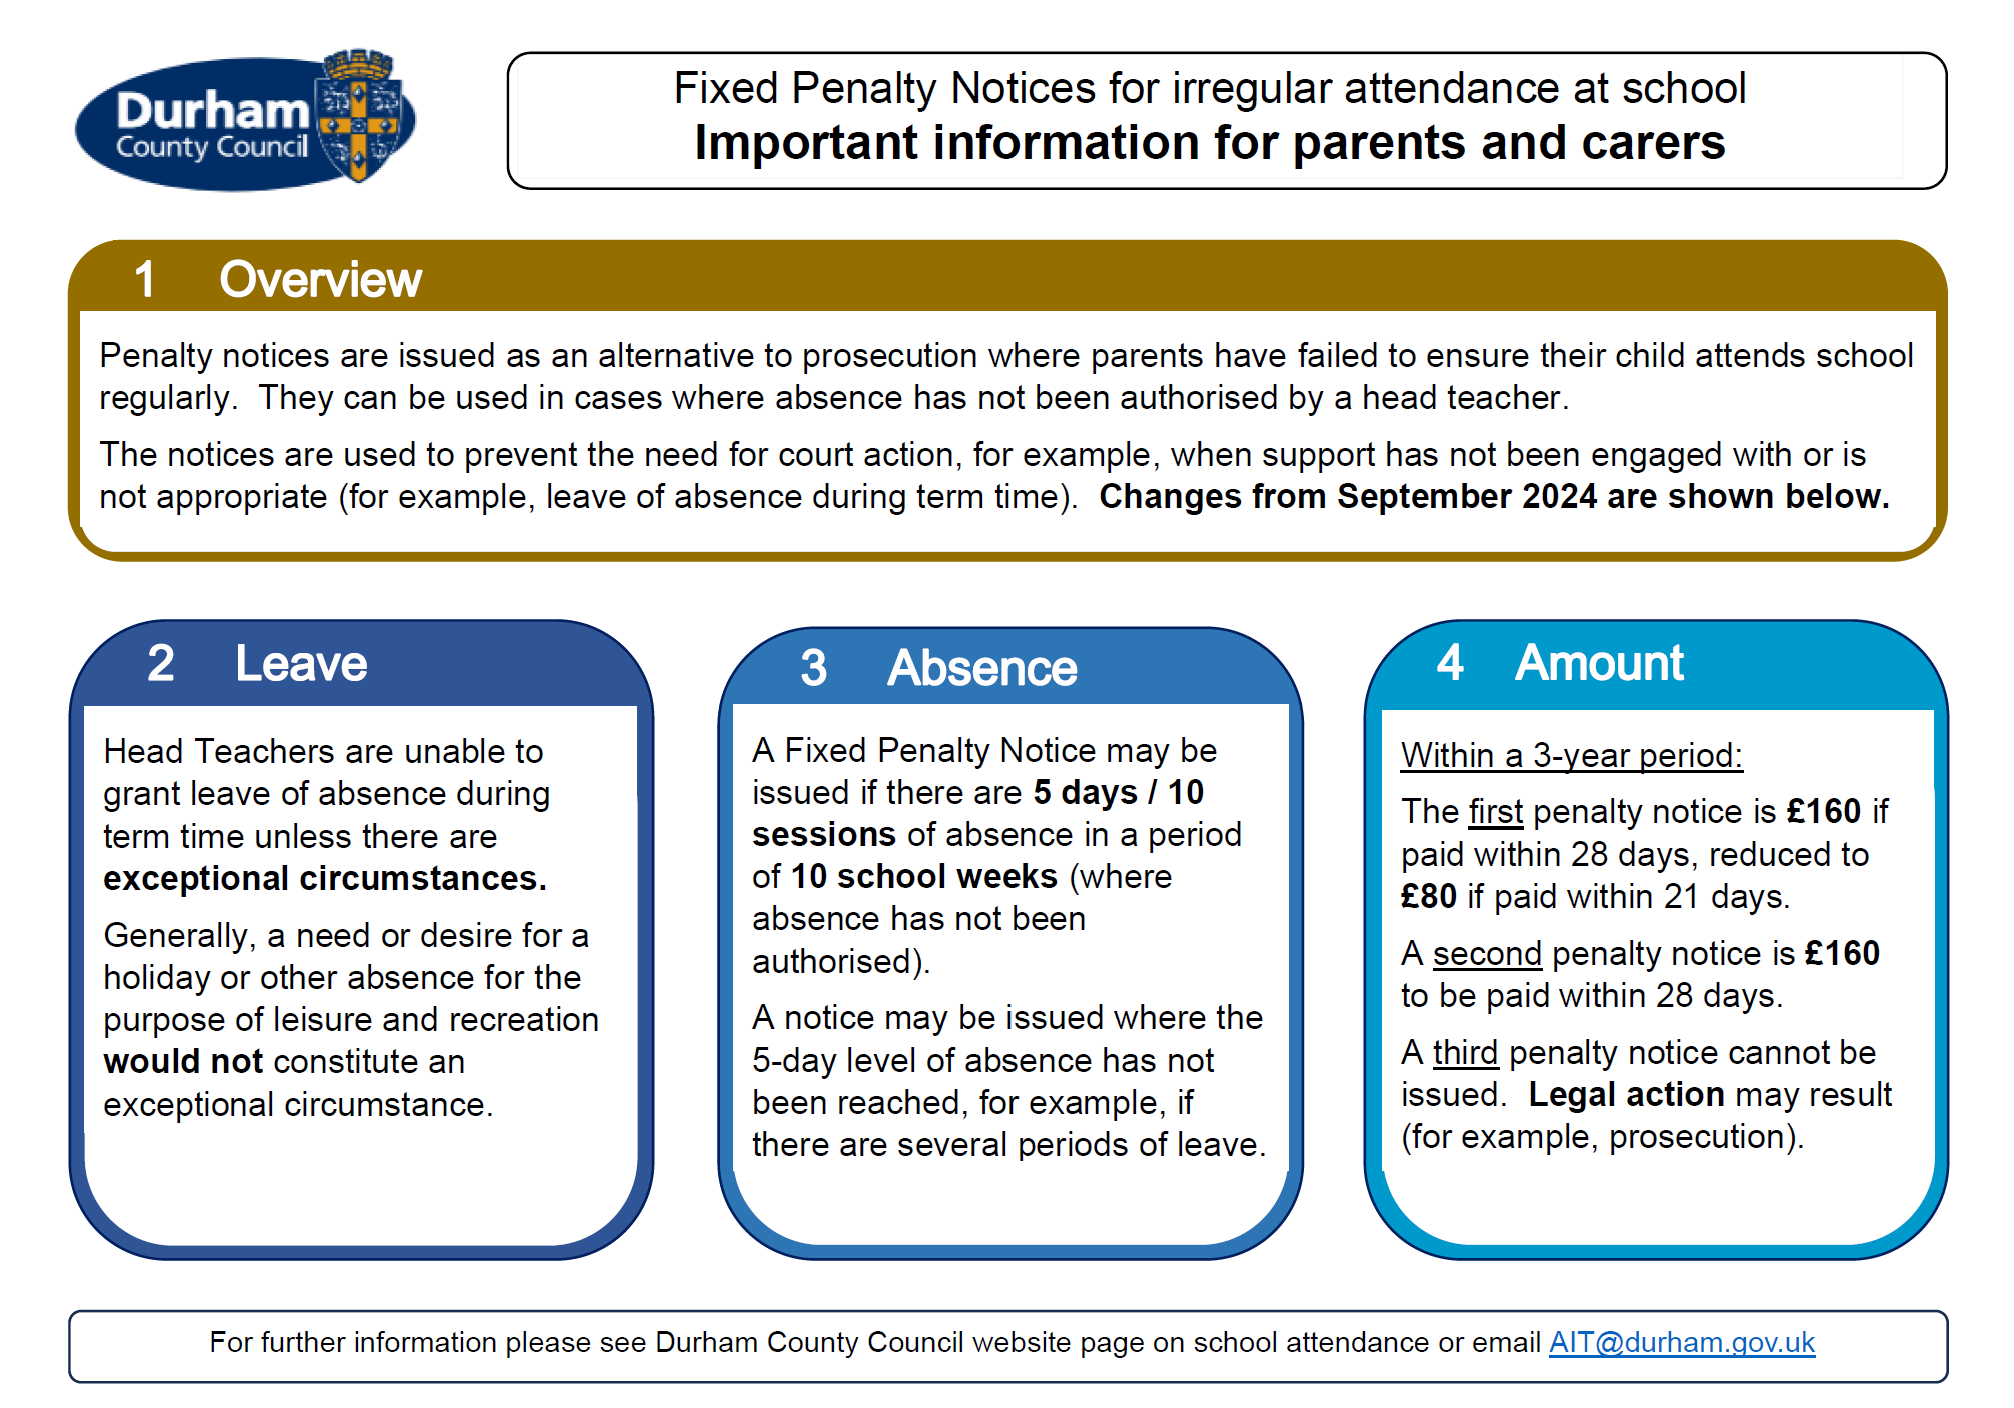 Durham
County Council
Fixed Penalty Notices for irregular attendance at school
Important information for parents and carers
1 Overview
Penalty notices are issued as an alternative to prosecution where parents have failed to ensure their child attends school
regularly. They can be used in cases where absence has not been authorised by a head teacher.
The notices are used to prevent the need for court action, for example, when support has not been engaged with or is
not appropriate (for example, leave of absence during term time). Changes from September 2024 are shown below.
2 Leave
Head Teachers are unable to
grant leave of absence during
term time unless there are
exceptional circumstances.
Generally, a need or desire for a
holiday or other absence for the
purpose of leisure and recreation
would not constitute an
exceptional circumstance.
3 Absence
A Fixed Penalty Notice may be
issued if there are 5 days / 10
sessions of absence in a period
of 10 school weeks (where
absence has not been
authorised).
A notice may be issued where the
5-day level of absence has not
been reached, for example, if
there are several periods of leave.
4 Amount
Within a 3-year period:
The first penalty notice is £160 if
paid within 28 days, reduced to
£80 if paid within 21 days.
A second penalty notice is £160
to be paid within 28 days.
A third penalty notice cannot be
issued. Legal action may result
(for example, prosecution).
For further information please see Durham County Council website page on school attendance or email AIT@durham.gov.uk